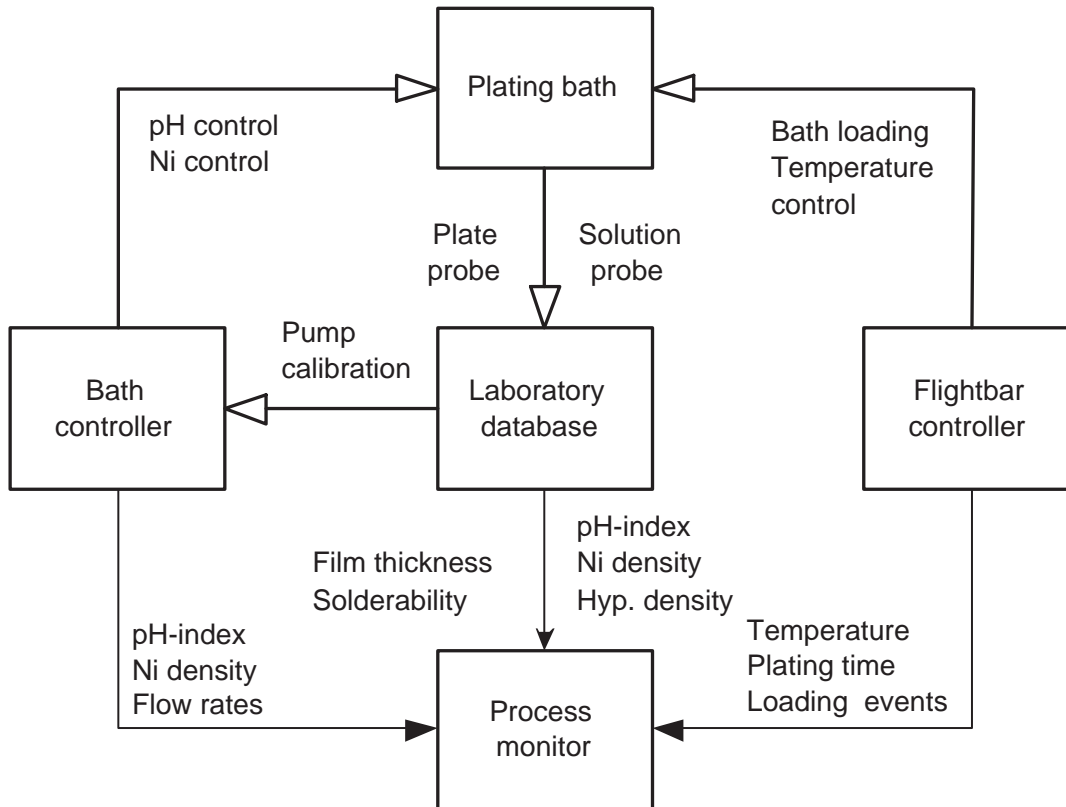 Plating bath
pH control
Ni control
Bath loading
Temperature
control
Plate
probe
Solution
probe
Pump
calibration
Bath
controller
Laboratory
database
Flightbar
controller
Film thickness
Solderability
pH-index
Ni density
Hyp. density
pH-index
Ni density
Flow rates
Temperature
Plating time
Loading events
Process
monitor